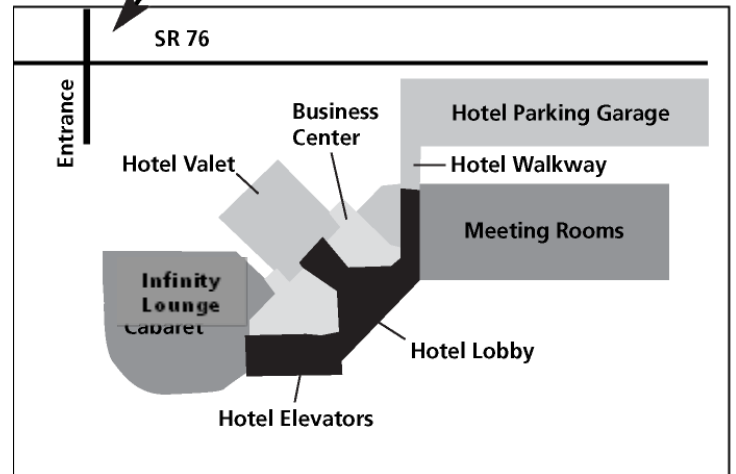 SR 76
Entrance
Business
Center
Hotel Parking Garage
Hotel Valet
Hotel Walkway
Meeting Rooms
Infinity
Lounge
Cabaret
Hotel Lobby
Hotel Elevators